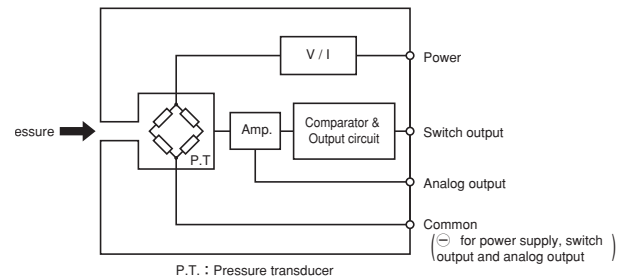 V / I
Power
essure
P.T
Amp.
Comparator &
Output circuit
Switch output
Analog output
Common
(⊖ for power supply, switch
output and analog output)
P.T. : Pressure transducer